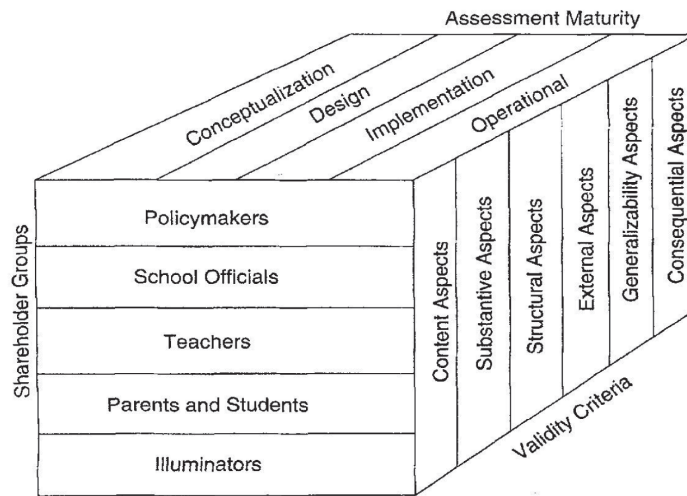 Assessment Maturity
Conceptualization
Design
Implementation
Operational
Shareholder Groups
Policymakers
School Officials
Teachers
Parents and Students
Illuminators
Content Aspects
Substantive Aspects
Structural Aspects
External Aspects
Generalizability Aspects
Consequential Aspects
Validity Criteria